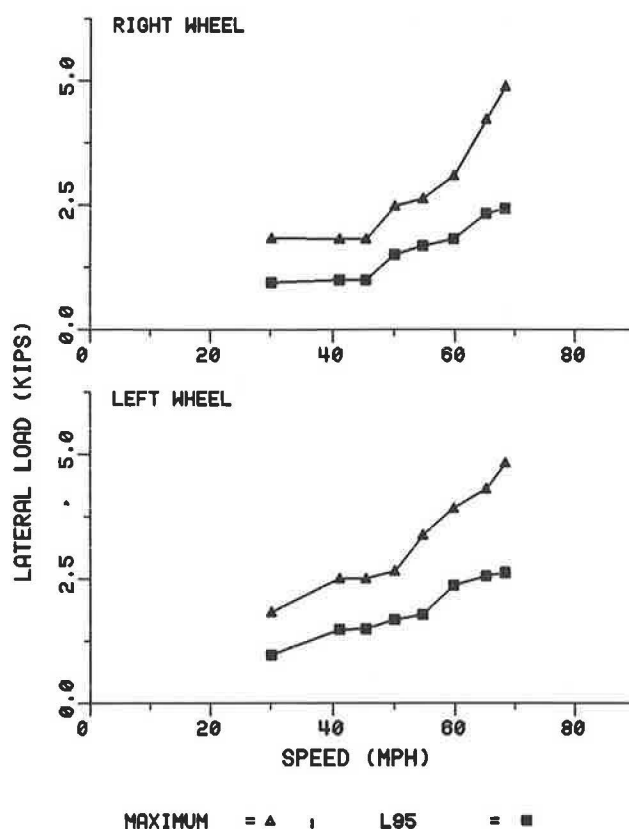 RIGHT WHEEL
5.0
2.5
0.0
0 20 40 60 80
LEFT WHEEL
LATERAL LOAD (KIPS)
5.0
2.5
0.0
0 20 40 60 80
SPEED (MPH)
MAXIMUM = ▲ ; L95 = ■